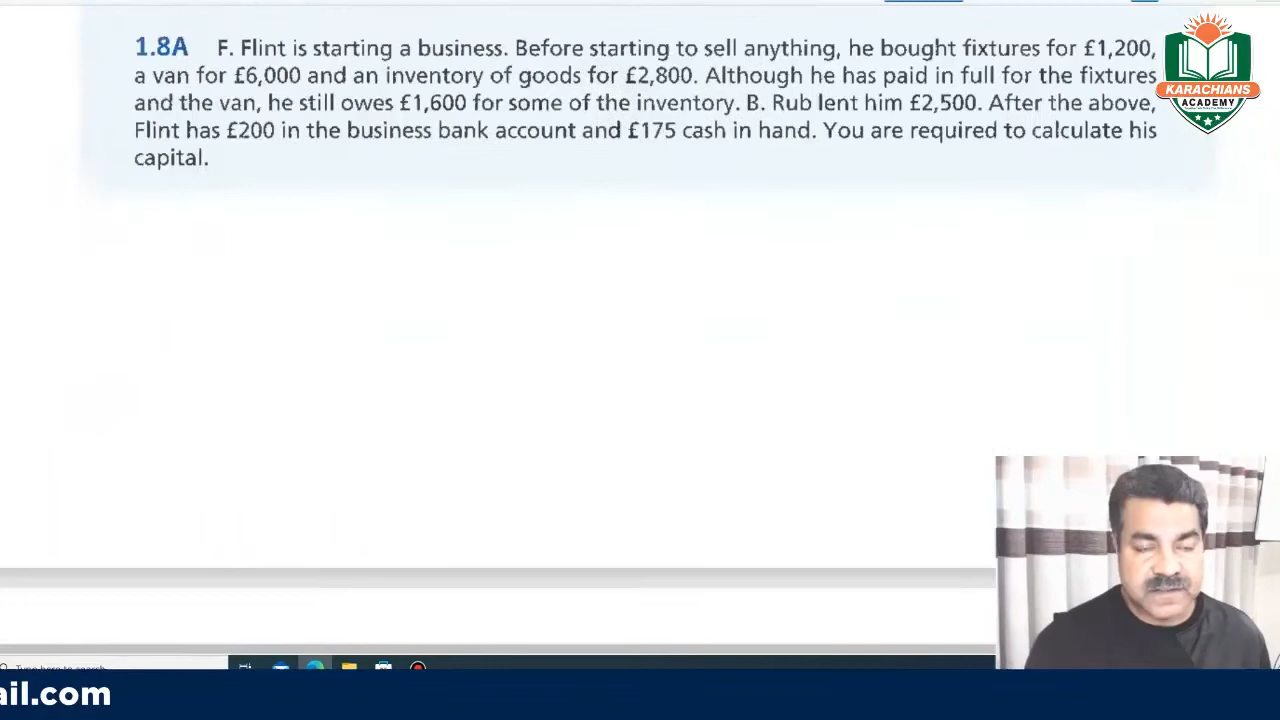 1.8A F. Flint is starting a business. Before starting to sell anything, he bought fixtures for £1,200,
a van for £6,000 and an inventory of goods for £2,800. Although he has paid in full for the fixtures
and the van, he still owes £1,600 for some of the inventory. B. Rub lent him £2,500. After the above,
Flint has £200 in the business bank account and £175 cash in hand. You are required to calculate his
capital.
KARACHIANS
ACADEMY
Type here to search
ail.com